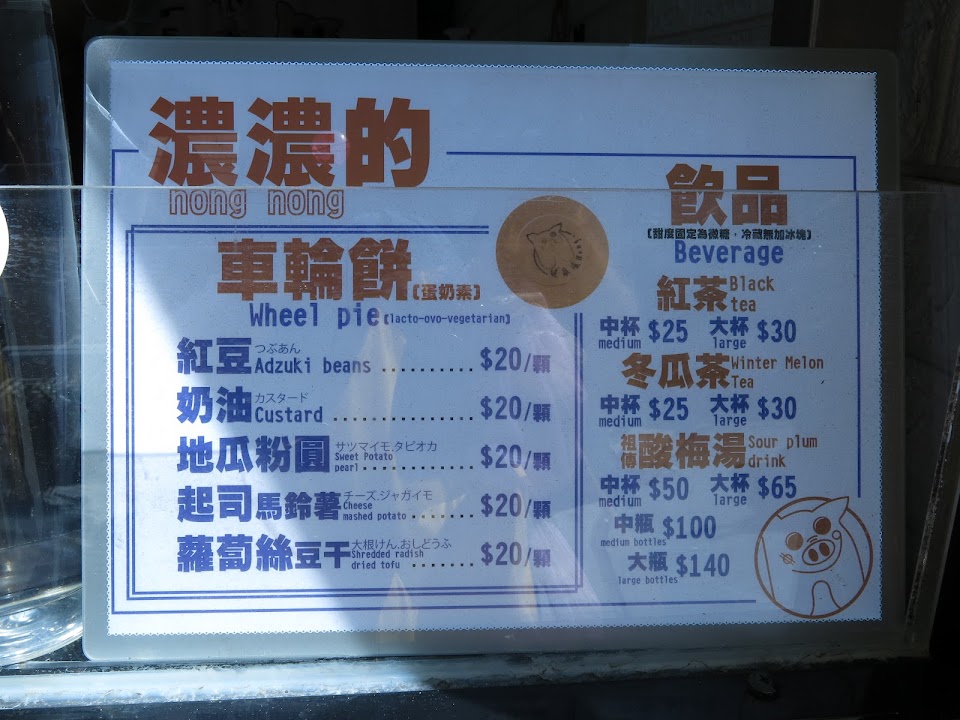 濃濃的
nong nong
車輪餅【蛋奶素】
Wheel pie【lacto-ovo-vegetarian】
紅豆 つぶあん
Adzuki beans .......... $20/顆
奶油 カスタード
Custard ............... $20/顆
地瓜粉圓 サツマイモ.タピオカ
Sweet Potato
pearl ............ $20/顆
起司馬鈴薯 チーズ.ジャガイモ
Cheese
mashed potato ....... $20/顆
蘿蔔絲豆干 大根けん.おしどうふ
Shredded radish
dried tofu ....... $20/顆
飲品
【甜度固定為微糖・冷藏無加冰塊】
Beverage
紅茶 Black
tea
中杯 $25 大杯 $30
medium large
冬瓜茶 Winter Melon
Tea
中杯 $25 大杯 $30
medium large
祖傳酸梅湯 Sour plum
drink
中杯 $50 大杯 $65
medium large
中瓶 $100
medium bottles
大瓶 $140
large bottles